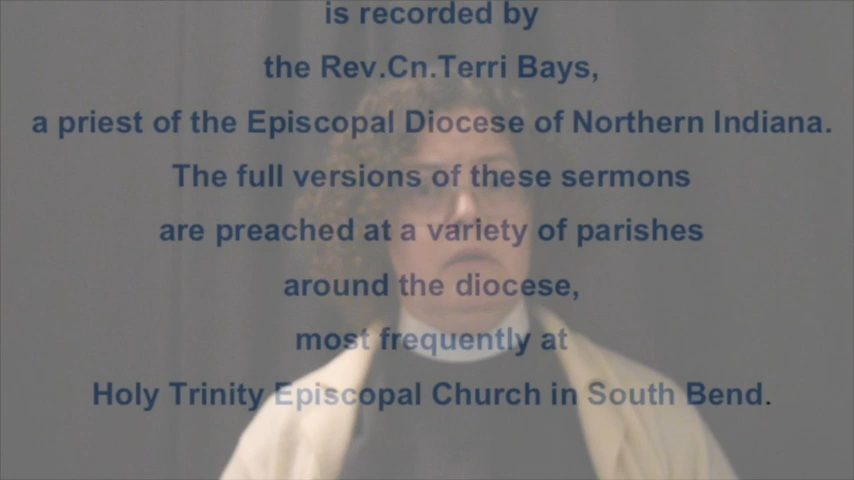 is recorded by
the Rev.Cn.Terri Bays,
a priest of the Episcopal Diocese of Northern Indiana.
The full versions of these sermons
are preached at a variety of parishes
around the diocese,
most frequently at
Holy Trinity Episcopal Church in South Bend.